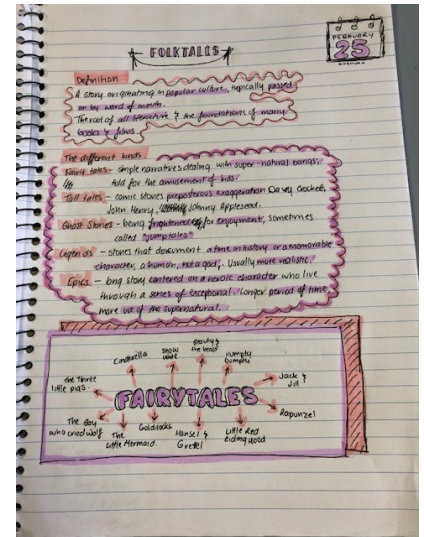 FOLKTALES
FEBRUARY
25
Definition
A story originating in popular culture, typically passed
on by word of mouth.
The root of all literature & the foundations of many
books & films.
The different kinds
Fairy tales - simple narratives dealing with super-natural beings;
told for the amusement of kids.
Tall tales - comic stories preposterous exaggeration Davy Crockett,
John Henry, Johnny Appleseed.
Ghost Stories - being frightened for enjoyment, sometimes
called "jumptales"
Legends - stories that document a time in history or a memorable
character, a human, not a god, Usually more realistic.
Epics - long story centered on a heroic character who live
through a series of exceptional. Longer period of time,
more use of the supernatural.
Cinderella
Snow White
Beauty & the beast
Humpty Dumpty
Jack & Jill
the Three little pigs.
FAIRYTALES
Rapunzel
The Boy who cried wolf
The Little Mermaid.
Goldilocks
Hansel & Gretel
Little Red Riding Hood